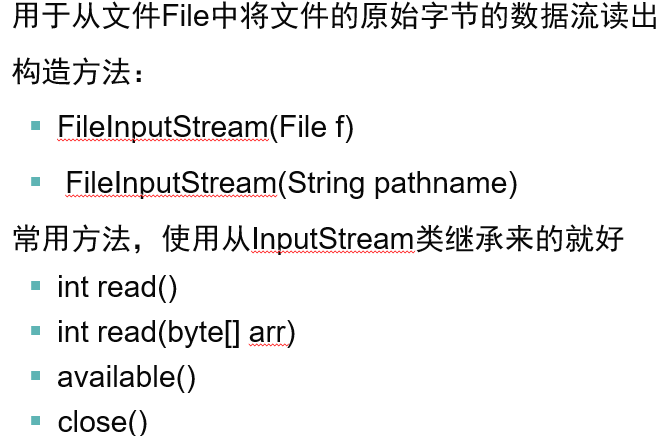 用于从文件File中将文件的原始字节的数据流读出
构造方法：
FileInputStream(File f)
FileInputStream(String pathname)
常用方法，使用从InputStream类继承来的就好
int read()
int read(byte[] arr)
available()
close()